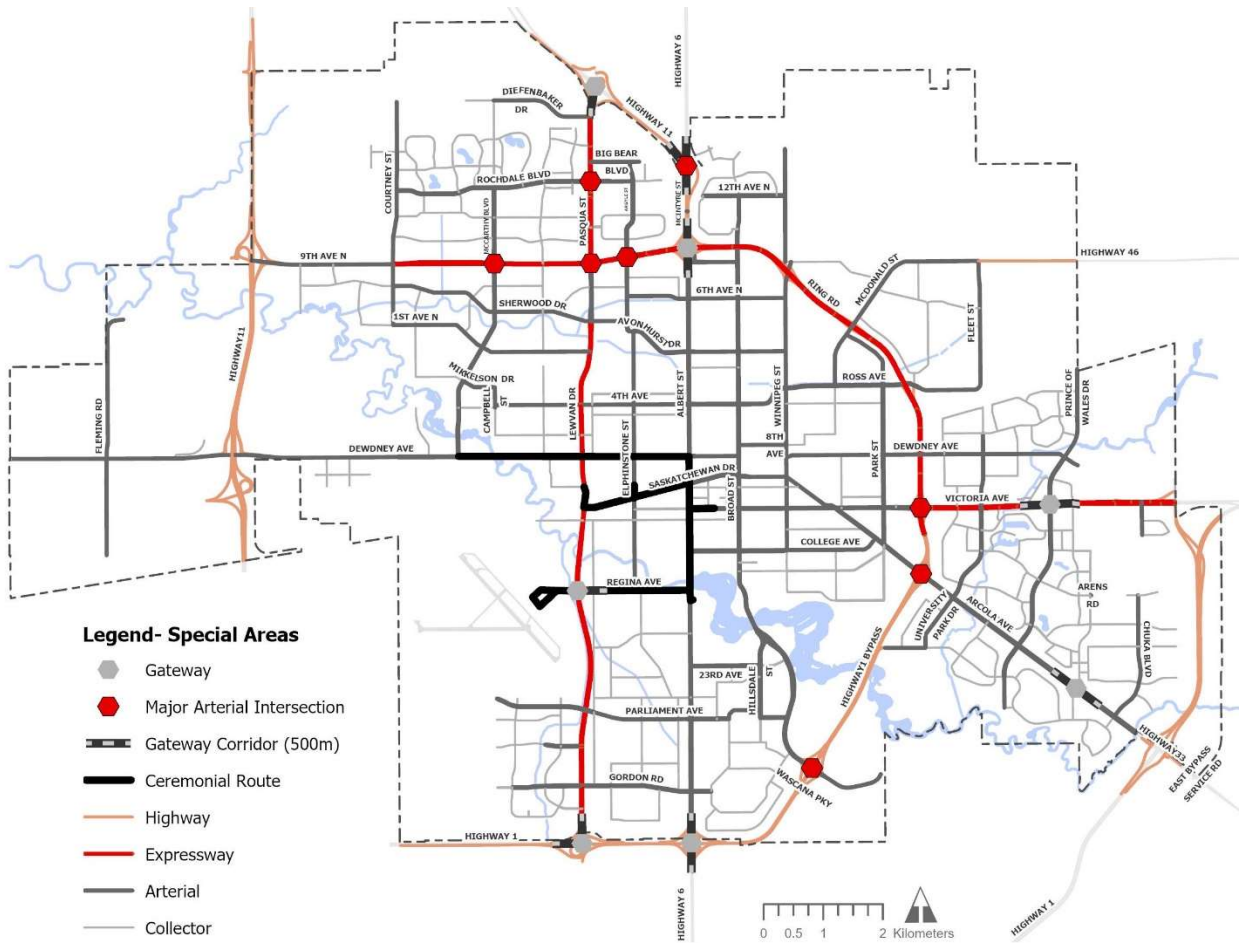 HIGHWAY 6
DIEFENBAKER
DR
HIGHWAY 11
COURTNEY ST
BIG BEAR
BLVD
ROCHDALE BLVD
MCCARTHY BLVD
PASQUA ST
ARGYLE ST
MCINTYRE ST
12TH AVE N
9TH AVE N
HIGHWAY 46
RING RD
MCDONALD ST
6TH AVE N
SHERWOOD DR
1ST AVE N
AVONHURST DR
FLEET ST
HIGHWAY11
MIKKELSON DR
CAMPBELL
ST
LEWVAN DR
4TH AVE
ALBERT ST
WINNIPEG ST
ROSS AVE
PRINCE OF
WALES DR
FLEMING RD
DEWDNEY AVE
ELPHINSTONE ST
8TH
AVE
PARK ST
DEWDNEY AVE
SASKATCHEWAN DR
BROAD ST
VICTORIA AVE
COLLEGE AVE
REGINA AVE
ARENS
RD
UNIVERSITY
PARK DR
ARCOLA AVE
CHUKA BLVD
HIGHWAY1 BYPASS
23RD AVE
HILLSDALE
ST
PARLIAMENT AVE
HIGHWAY33
EAST BYPASS
SERVICE RD
GORDON RD
WASCANA PKY
HIGHWAY 1
HIGHWAY 6
HIGHWAY 1
Legend- Special Areas
Gateway
Major Arterial Intersection
Gateway Corridor (500m)
Ceremonial Route
Highway
Expressway
Arterial
Collector
0 0.5 1 2 Kilometers